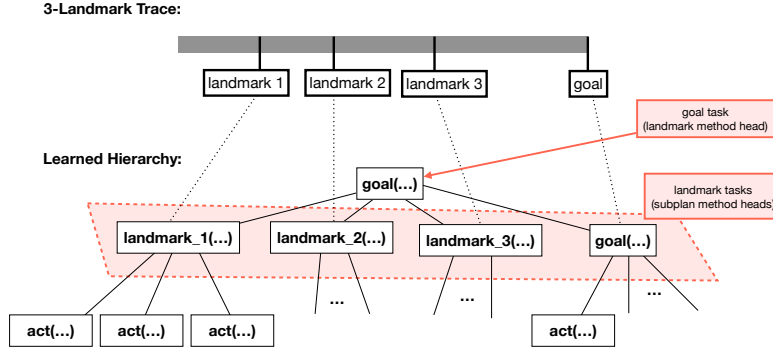 3-Landmark Trace:
landmark 1
landmark 2
landmark 3
goal
goal task
(landmark method head)
Learned Hierarchy:
goal(...)
landmark tasks
(subplan method heads)
landmark_1(...)
landmark_2(...)
landmark_3(...)
goal(...)
...
...
...
act(...)
act(...)
act(...)
act(...)